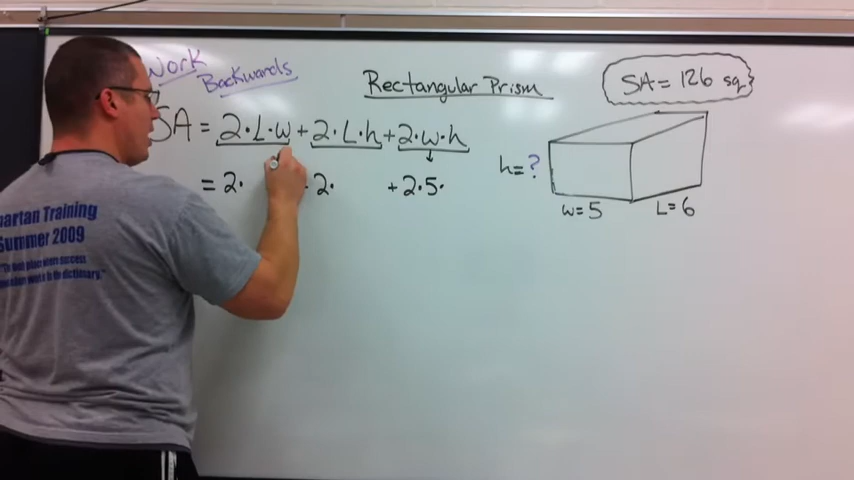 Work
Backwards
Rectangular Prism
SA = 126 sq
SA = 2·L·w + 2·L·h + 2·w·h
= 2· 2· + 2·5·
h = ?
w = 5
L = 6
Spartan Training
Summer 2009